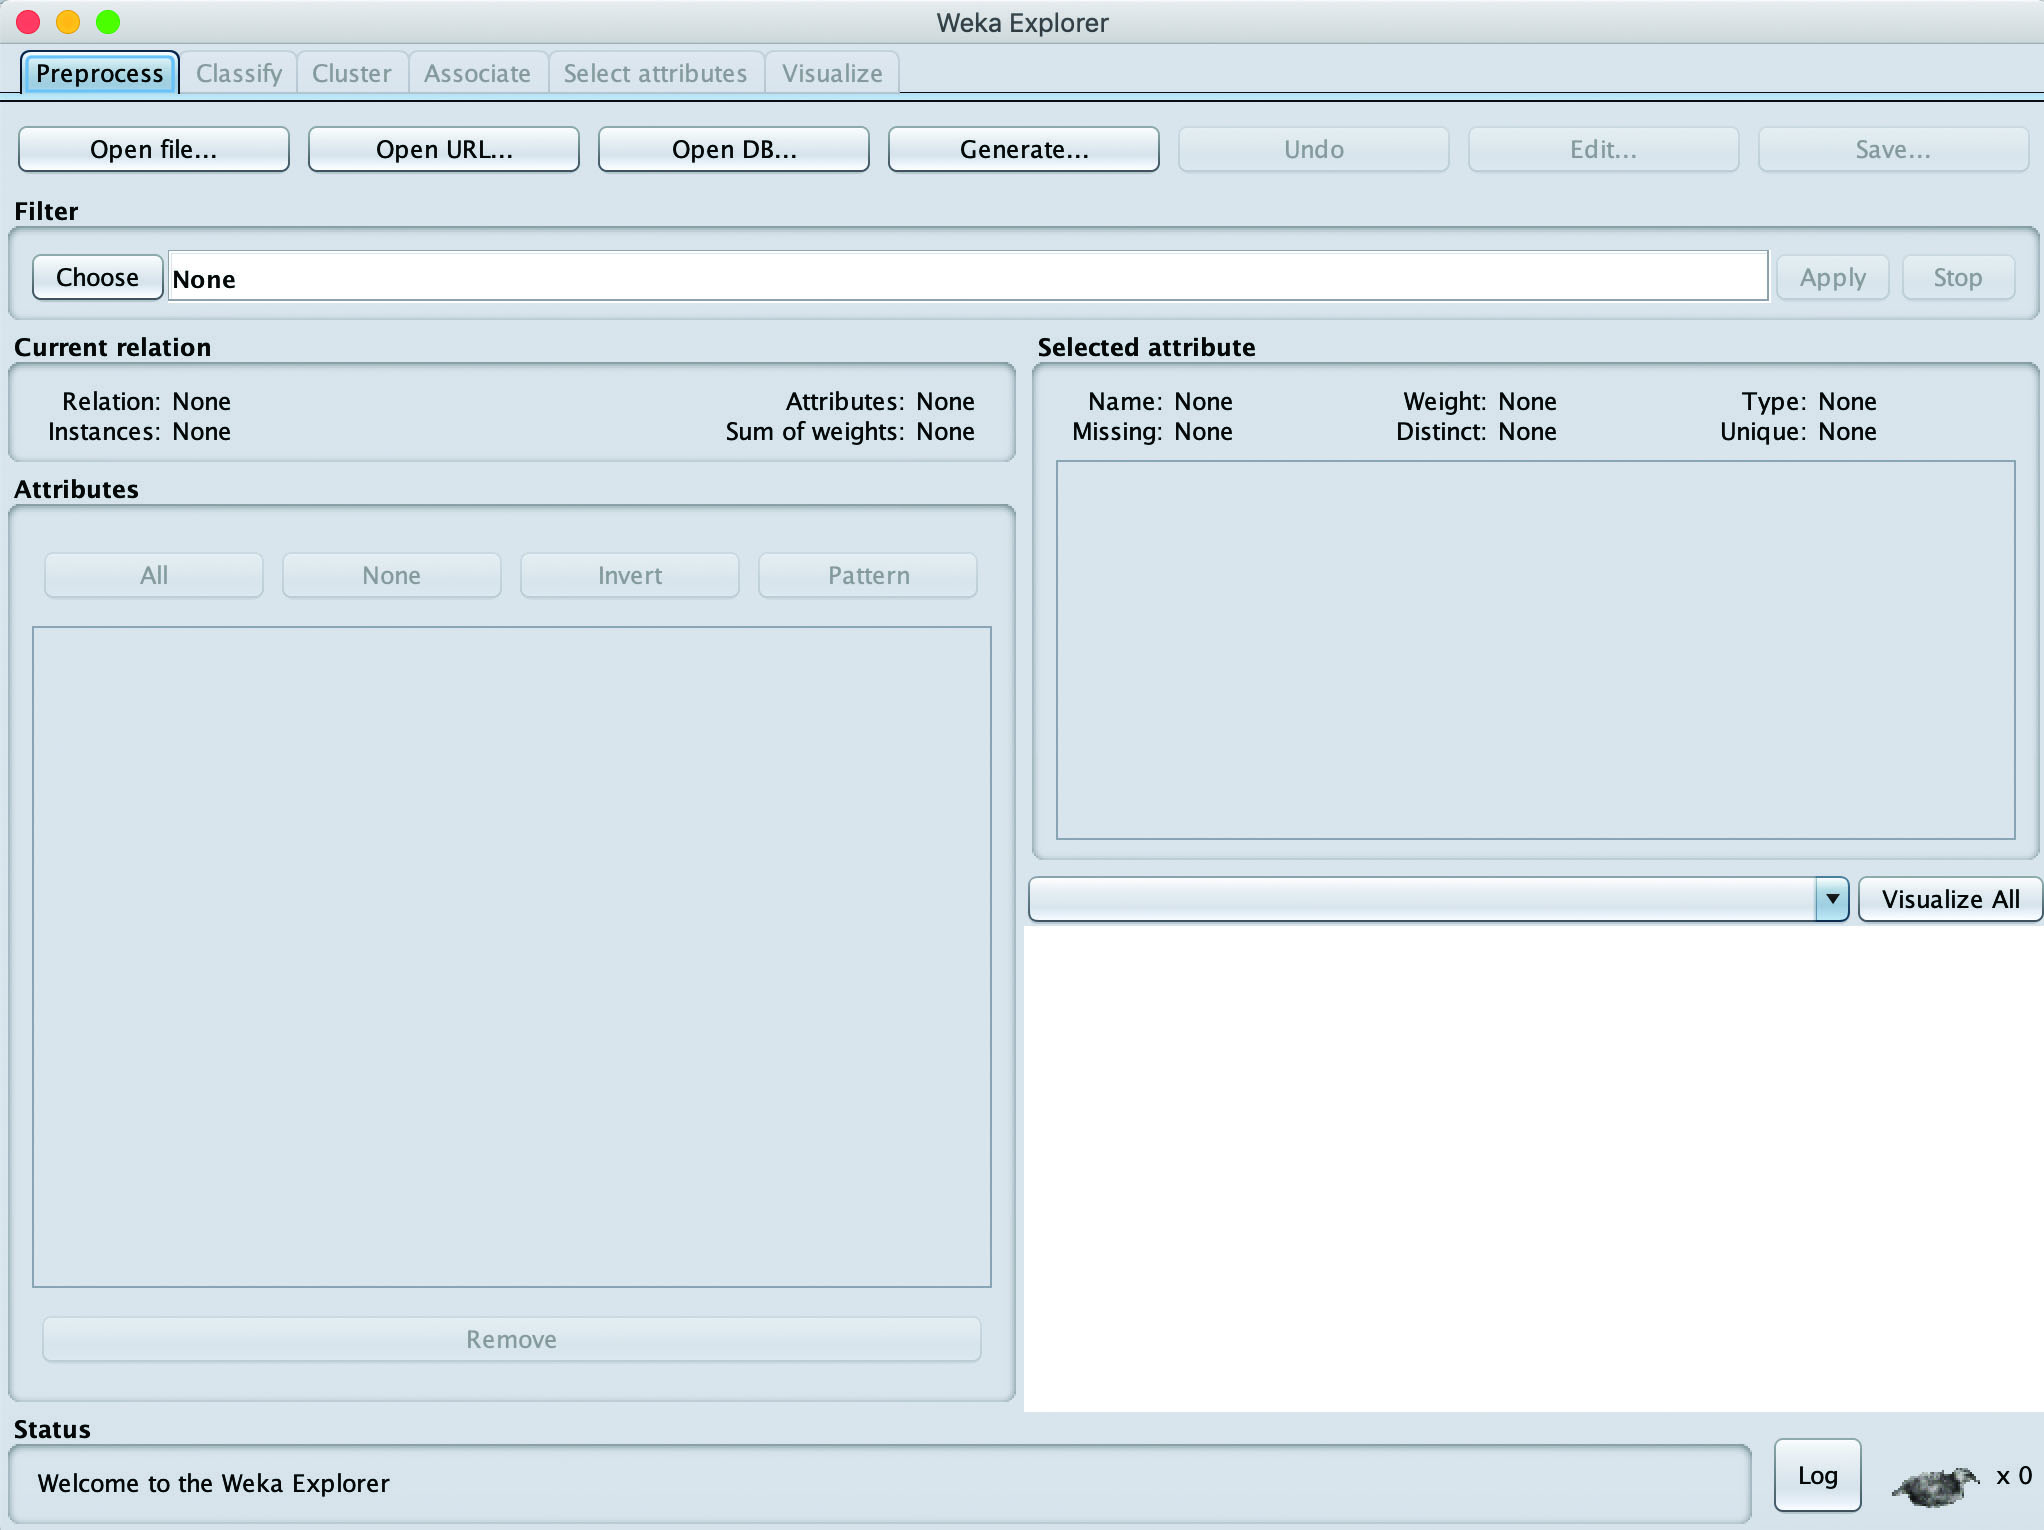 Weka Explorer
Preprocess Classify Cluster Associate Select attributes Visualize
Open file... Open URL... Open DB... Generate... Undo Edit... Save...
Filter
Choose None Apply Stop
Current relation
Relation: None Attributes: None
Instances: None Sum of weights: None
Selected attribute
Name: None Weight: None Type: None
Missing: None Distinct: None Unique: None
Attributes
All None Invert Pattern
Remove
Visualize All
Status
Welcome to the Weka Explorer
Log x 0